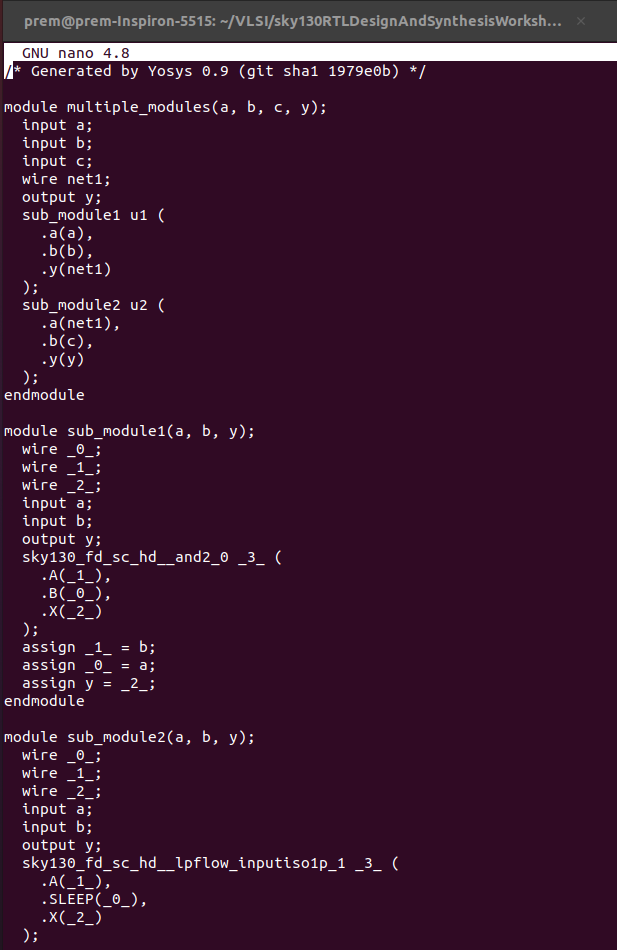 prem@prem-Inspiron-5515: ~/VLSI/sky130RTLDesignAndSynthesisWorksh... ×
GNU nano 4.8
/* Generated by Yosys 0.9 (git sha1 1979e0b) */

module multiple_modules(a, b, c, y);
  input a;
  input b;
  input c;
  wire net1;
  output y;
  sub_module1 u1 (
    .a(a),
    .b(b),
    .y(net1)
  );
  sub_module2 u2 (
    .a(net1),
    .b(c),
    .y(y)
  );
endmodule

module sub_module1(a, b, y);
  wire _0_;
  wire _1_;
  wire _2_;
  input a;
  input b;
  output y;
  sky130_fd_sc_hd__and2_0 _3_ (
    .A(_1_),
    .B(_0_),
    .X(_2_)
  );
  assign _1_ = b;
  assign _0_ = a;
  assign y = _2_;
endmodule

module sub_module2(a, b, y);
  wire _0_;
  wire _1_;
  wire _2_;
  input a;
  input b;
  output y;
  sky130_fd_sc_hd__lpflow_inputiso1p_1 _3_ (
    .A(_1_),
    .SLEEP(_0_),
    .X(_2_)
  );